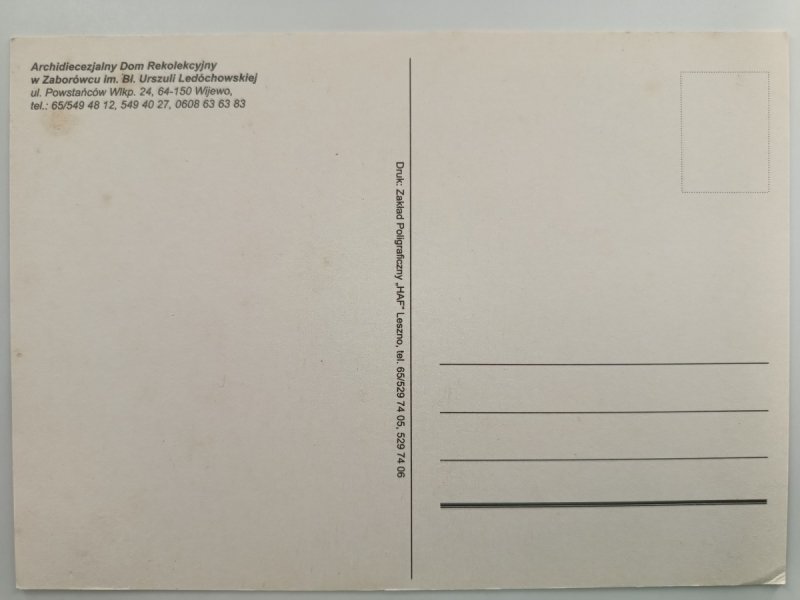 Archidiecezjalny Dom Rekolekcyjny
w Zaborówcu im. Bł. Urszuli Ledóchowskiej
ul. Powstańców Wlkp. 24, 64-150 Wijewo,
tel.: 65/549 48 12, 549 40 27, 0608 63 63 83
Druk: Zakład Poligraficzny „HAF" Leszno, tel. 65/529 74 05, 529 74 06